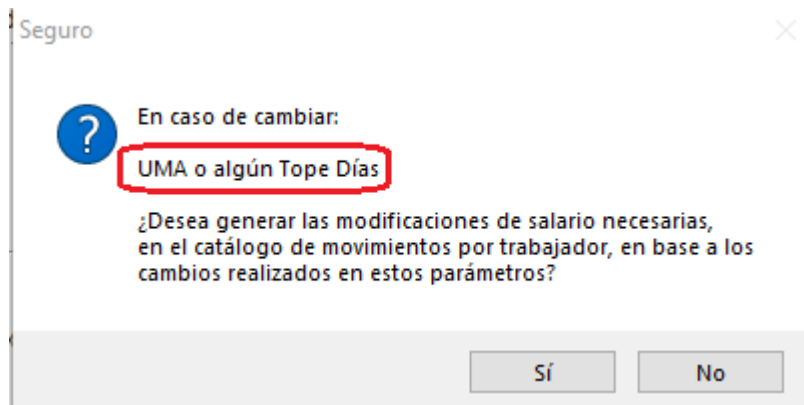 Seguro
En caso de cambiar:
UMA o algún Tope Días
¿Desea generar las modificaciones de salario necesarias,
en el catálogo de movimientos por trabajador, en base a los
cambios realizados en estos parámetros?
Sí No